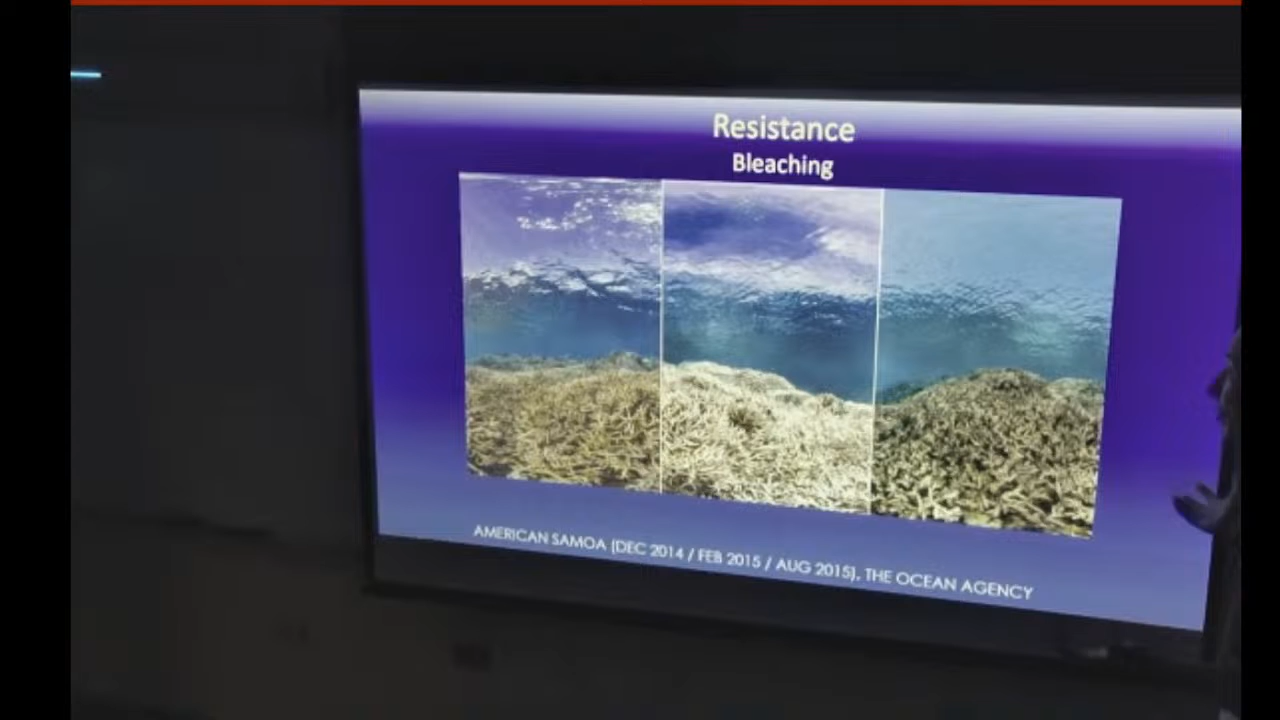 Resistance
Bleaching
AMERICAN SAMOA (DEC 2014 / FEB 2015 / AUG 2015), THE OCEAN AGENCY